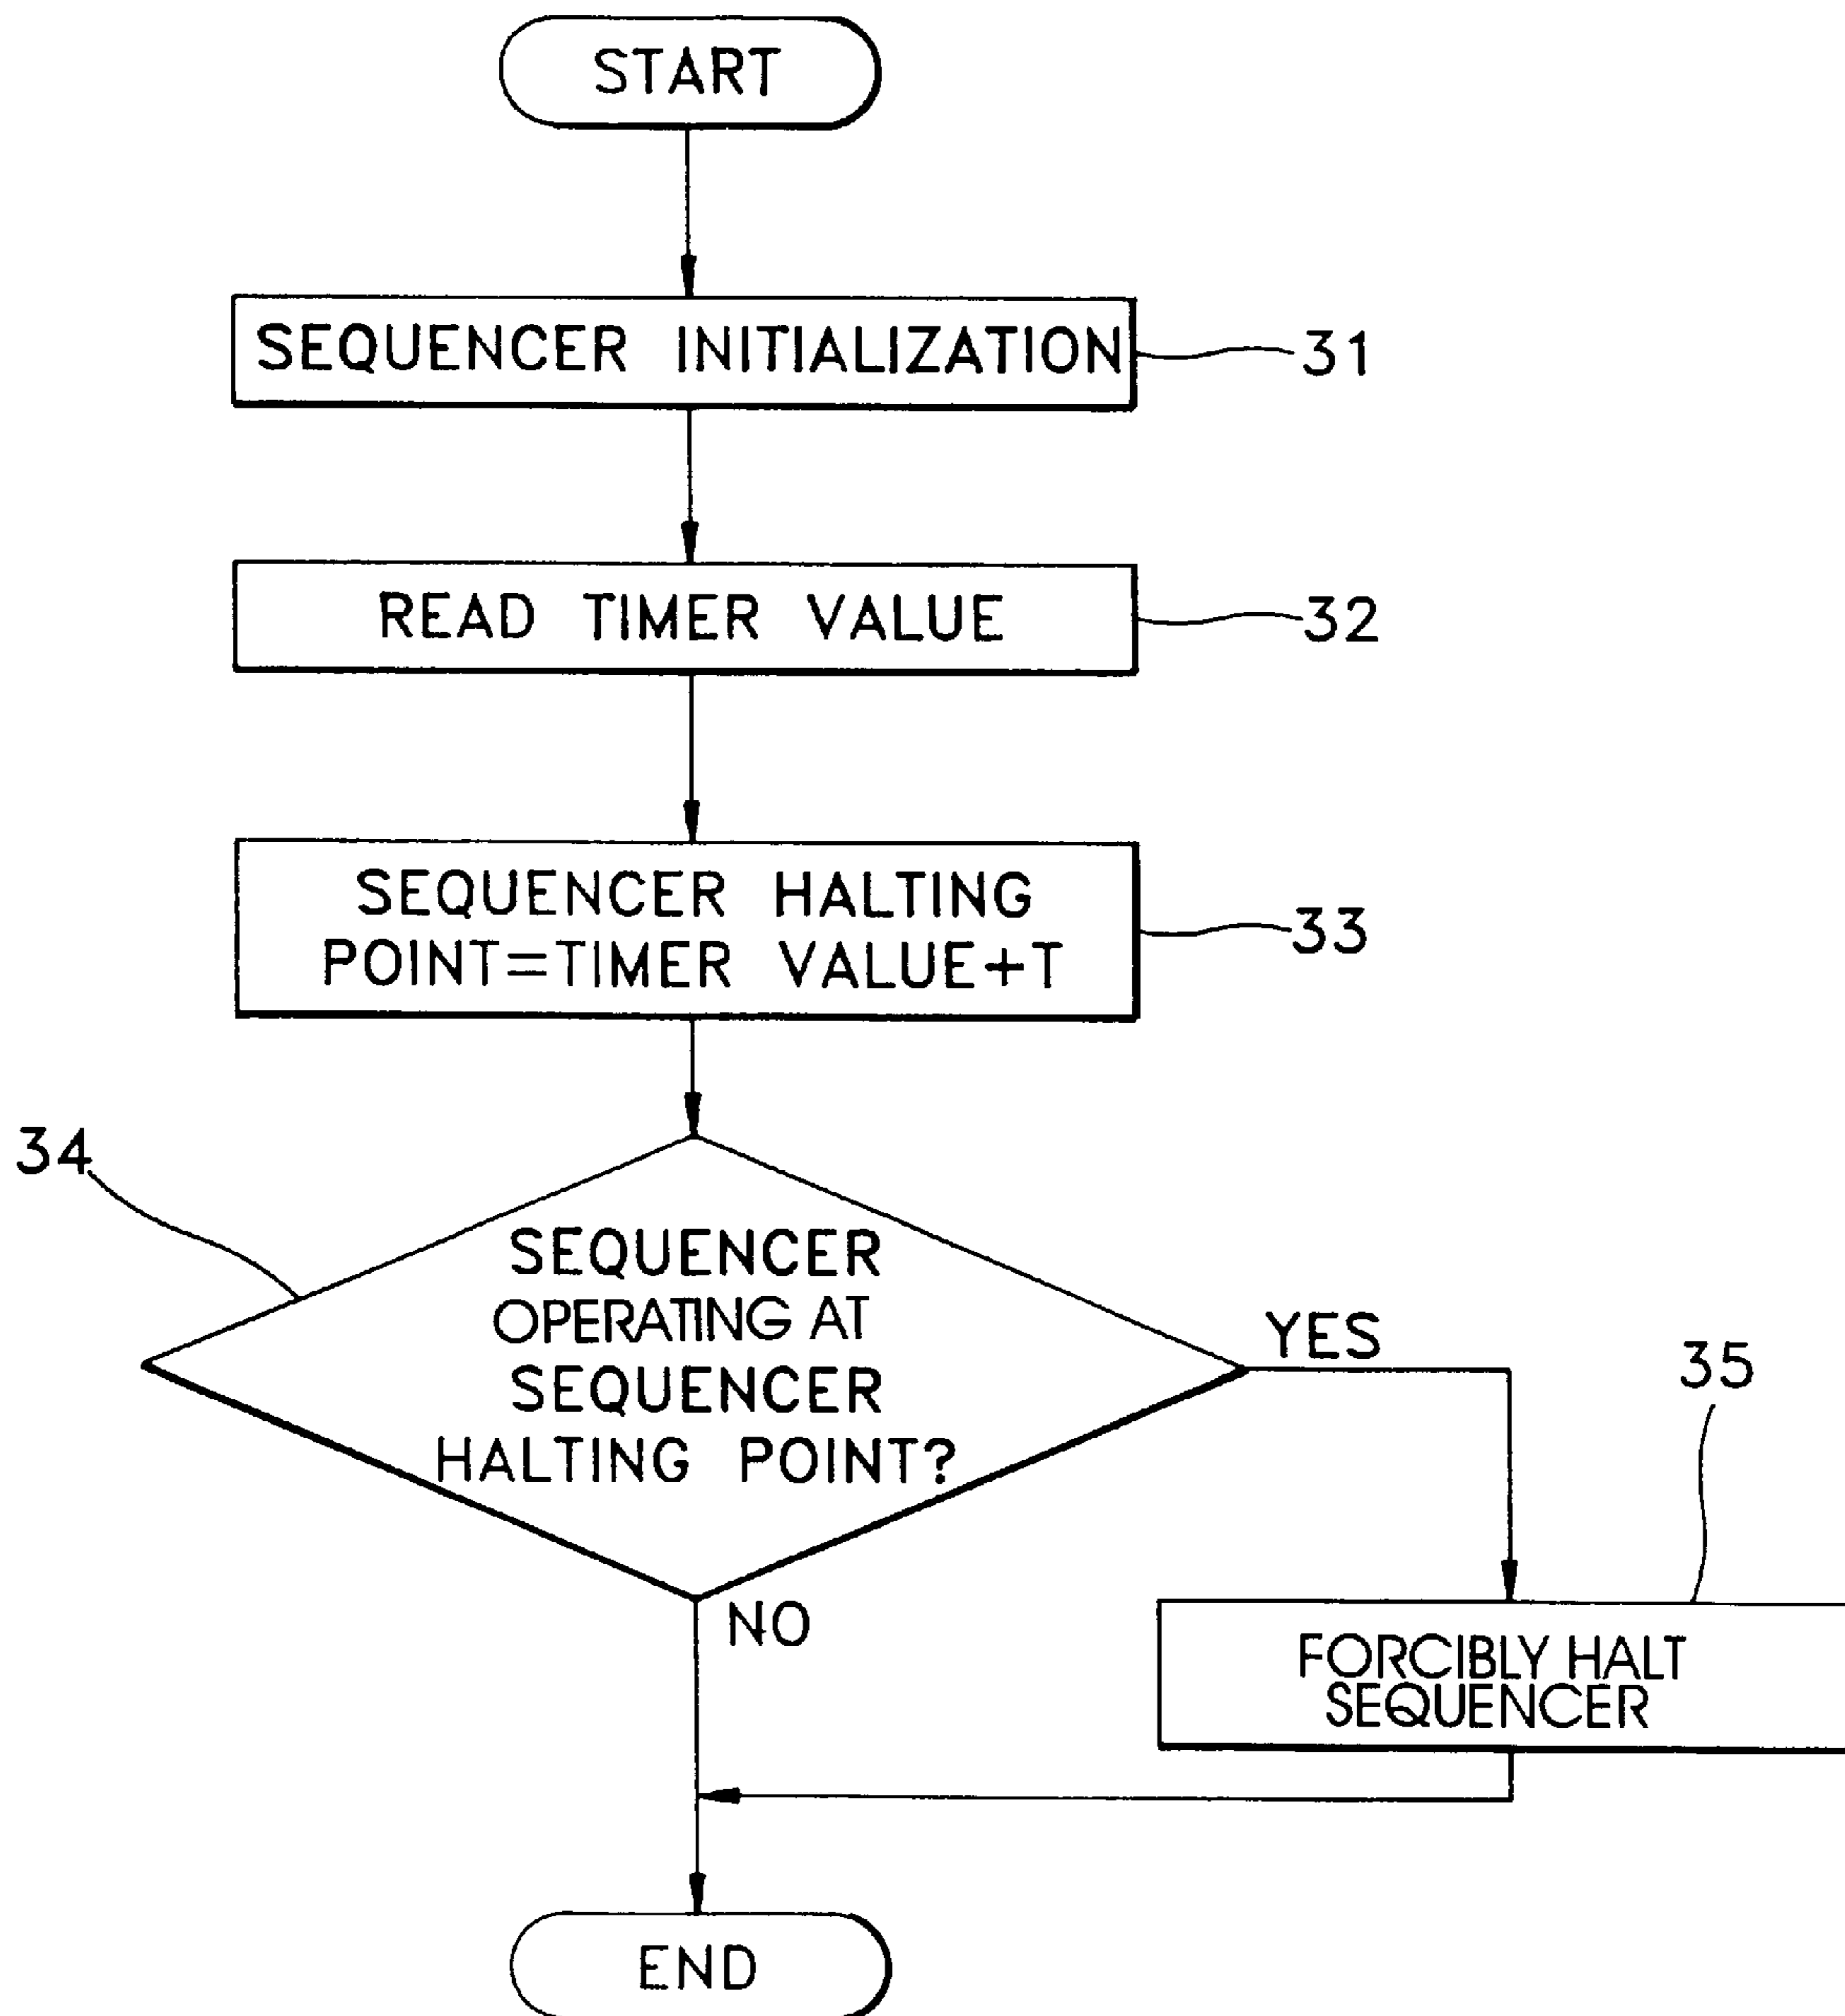 START
SEQUENCER INITIALIZATION
31
READ TIMER VALUE
32
SEQUENCER HALTING
POINT=TIMER VALUE+T
33
34
SEQUENCER
OPERATING AT
SEQUENCER
HALTING POINT?
YES
35
NO
FORCIBLY HALT
SEQUENCER
END